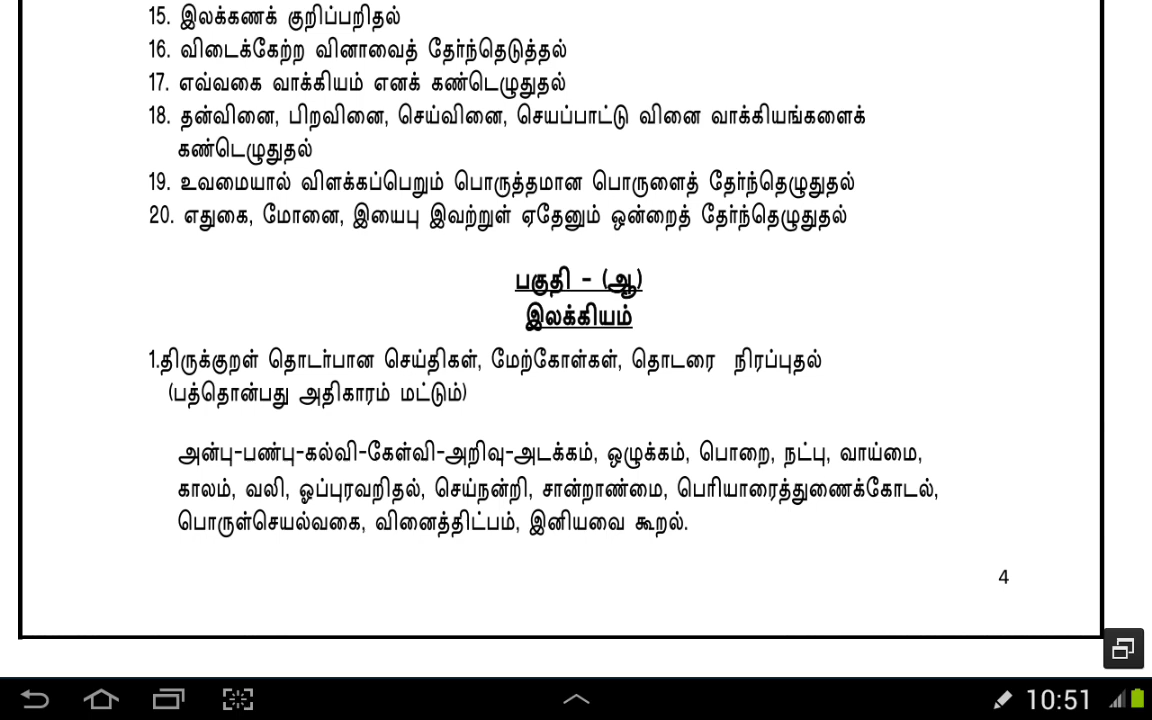 15. இலக்கணக் குறிப்பறிதல்
16. விடைக்கேற்ற வினாவைத் தேர்ந்தெடுத்தல்
17. எவ்வகை வாக்கியம் எனக் கண்டெழுதுதல்
18. தன்வினை, பிறவினை, செய்வினை, செயப்பாட்டு வினை வாக்கியங்களைக்
கண்டெழுதுதல்
19. உவமையால் விளக்கப்பெறும் பொருத்தமான பொருளைத் தேர்ந்தெழுதுதல்
20. எதுகை, மோனை, இயைபு இவற்றுள் ஏதேனும் ஒன்றைத் தேர்ந்தெழுதுதல்
பகுதி - (ஆ)
இலக்கியம்
1.திருக்குறள் தொடர்பான செய்திகள், மேற்கோள்கள், தொடரை நிரப்புதல்
(பத்தொன்பது அதிகாரம் மட்டும்)
அன்பு-பண்பு-கல்வி-கேள்வி-அறிவு-அடக்கம், ஒழுக்கம், பொறை, நட்பு, வாய்மை,
காலம், வலி, ஒப்புரவறிதல், செய்நன்றி, சான்றாண்மை, பெரியாரைத்துணைக்கோடல்,
பொருள்செயல்வகை, வினைத்திட்பம், இனியவை கூறல்.
4
10:51